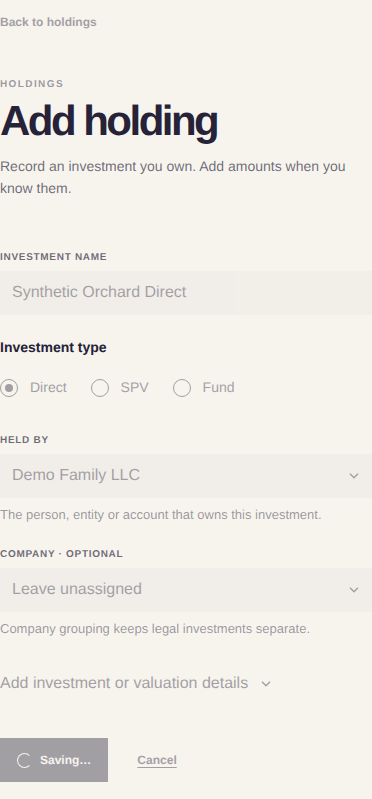 Back to holdings
HOLDINGS
Add holding
Record an investment you own. Add amounts when you
know them.
INVESTMENT NAME
Synthetic Orchard Direct
Investment type
Direct SPV Fund
HELD BY
Demo Family LLC
The person, entity or account that owns this investment.
COMPANY · OPTIONAL
Leave unassigned
Company grouping keeps legal investments separate.
Add investment or valuation details
Saving… Cancel